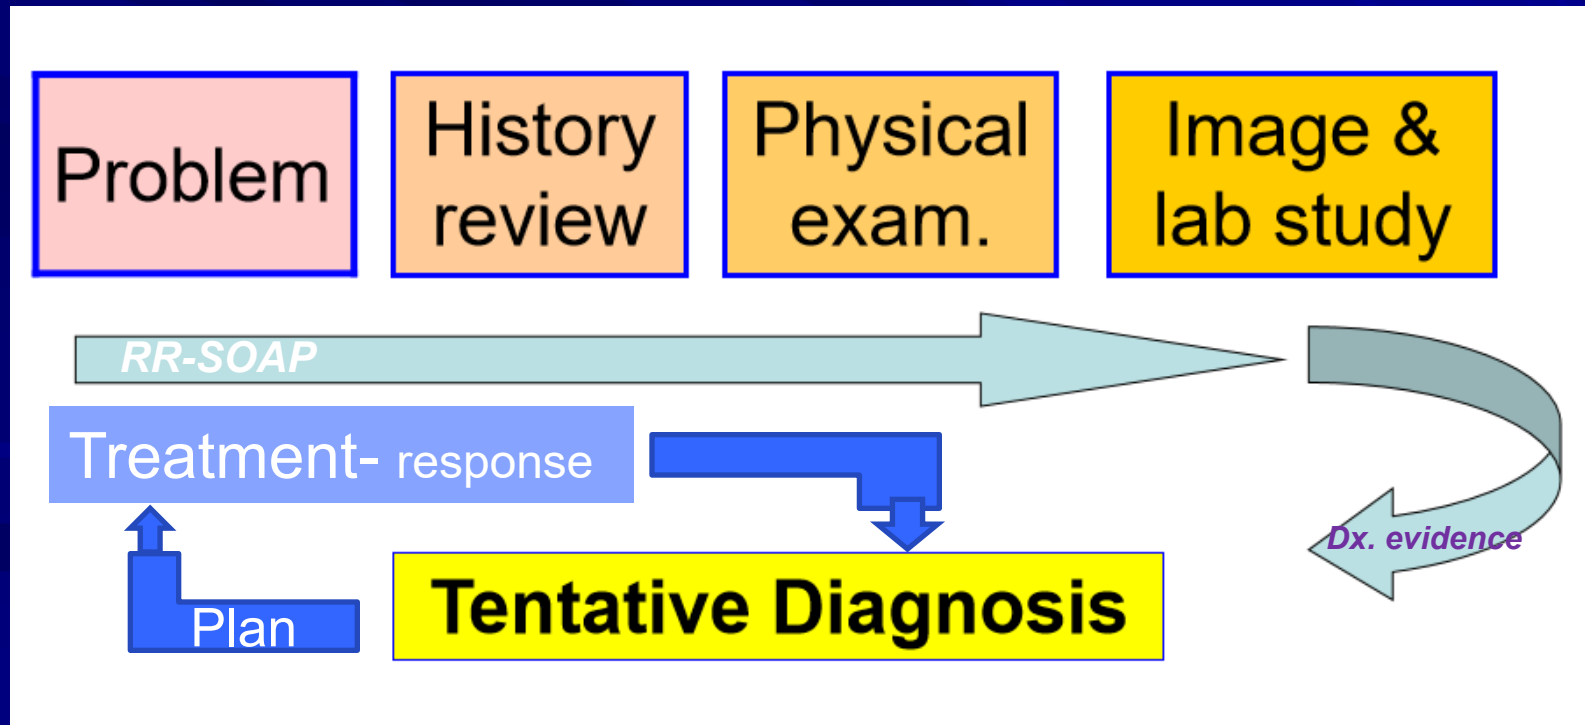 Problem
History
review
Physical
exam.
Image &
lab study
RR-SOAP
Treatment- response
Dx. evidence
Plan
Tentative Diagnosis